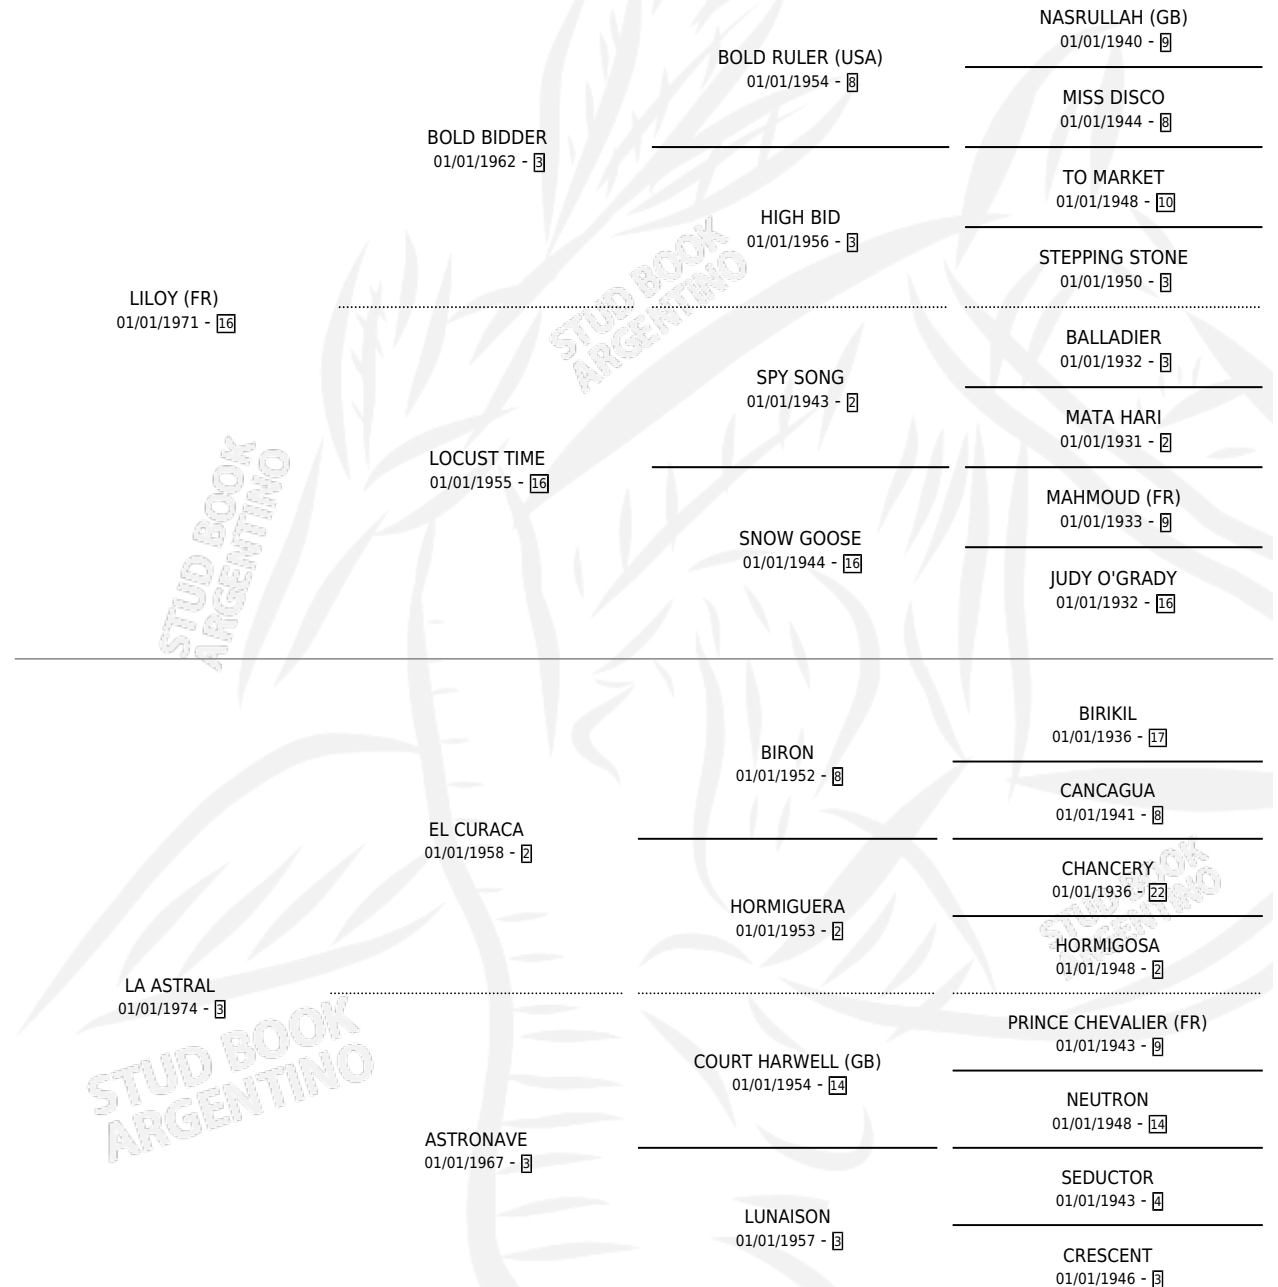 NASRULLAH (GB)
01/01/1940 - 9
BOLD RULER (USA)
01/01/1954 - 8
MISS DISCO
01/01/1944 - 8
BOLD BIDDER
01/01/1962 - 3
TO MARKET
01/01/1948 - 10
HIGH BID
01/01/1956 - 3
STEPPING STONE
01/01/1950 - 3
LILOY (FR)
01/01/1971 - 16
STUD BOOK
ARGENTINO
BALLADIER
01/01/1932 - 3
SPY SONG
01/01/1943 - 2
MATA HARI
01/01/1931 - 2
LOCUST TIME
01/01/1955 - 16
MAHMOUD (FR)
01/01/1933 - 9
SNOW GOOSE
01/01/1944 - 16
JUDY O'GRADY
01/01/1932 - 16
STUD BOOK
ARGENTINO
BIRIKIL
01/01/1936 - 17
BIRON
01/01/1952 - 8
CANCAGUA
01/01/1941 - 8
EL CURACA
01/01/1958 - 2
CHANCERY
01/01/1936 - 22
HORMIGUERA
01/01/1953 - 2
HORMIGOSA
01/01/1948 - 2
STUD BOOK
ARGENTINO
LA ASTRAL
01/01/1974 - 3
PRINCE CHEVALIER (FR)
01/01/1943 - 9
COURT HARWELL (GB)
01/01/1954 - 14
NEUTRON
01/01/1948 - 14
STUD BOOK
ARGENTINO
ASTRONAVE
01/01/1967 - 3
SEDUCTOR
01/01/1943 - 4
LUNAISON
01/01/1957 - 3
CRESCENT
01/01/1946 - 3